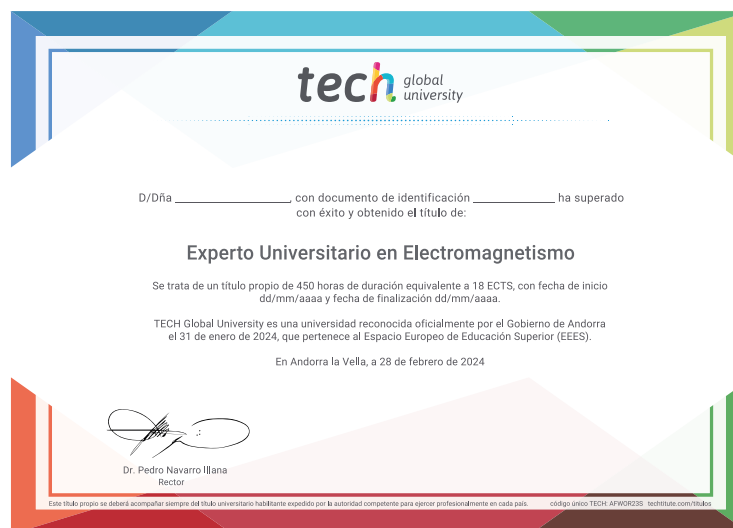 tech global university
D/Dña ____________________, con documento de identificación ______________ ha superado
con éxito y obtenido el título de:
Experto Universitario en Electromagnetismo
Se trata de un título propio de 450 horas de duración equivalente a 18 ECTS, con fecha de inicio
dd/mm/aaaa y fecha de finalización dd/mm/aaaa.
TECH Global University es una universidad reconocida oficialmente por el Gobierno de Andorra
el 31 de enero de 2024, que pertenece al Espacio Europeo de Educación Superior (EEES).
En Andorra la Vella, a 28 de febrero de 2024
Dr. Pedro Navarro Illana
Rector
Este título propio se deberá acompañar siempre del título universitario habilitante expedido por la autoridad competente para ejercer profesionalmente en cada país. código único TECH: AFWOR23S techtitute.com/titulos